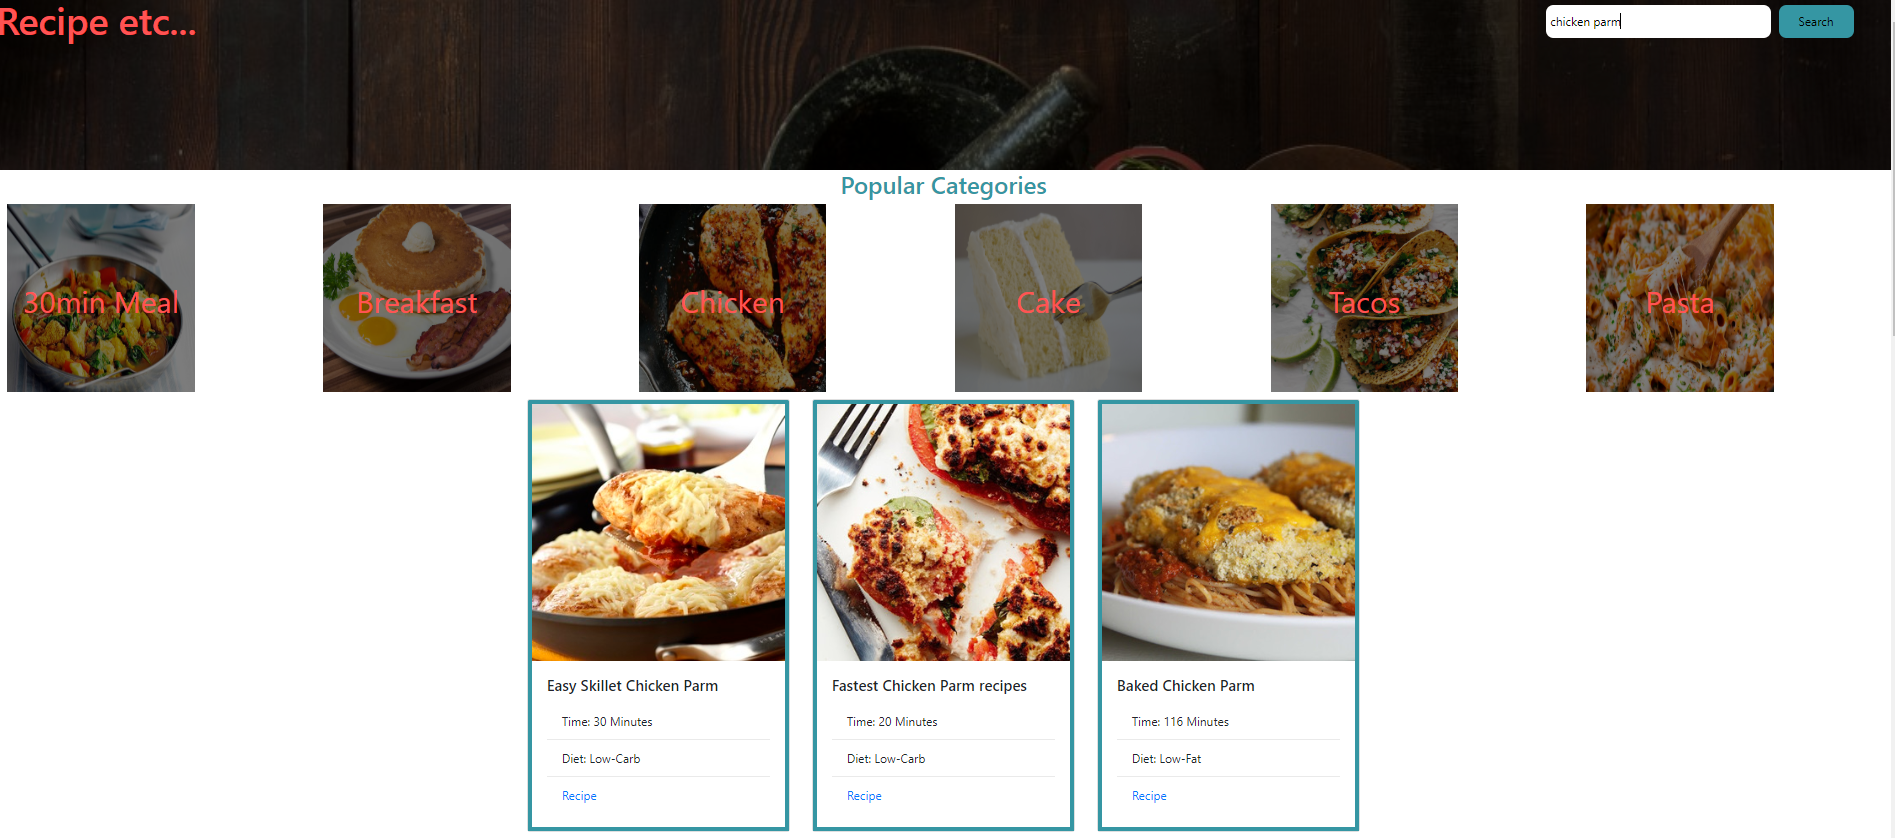 Recipe etc...
chicken parm
Search
Popular Categories
30min Meal
Breakfast
Chicken
Cake
Tacos
Pasta
Easy Skillet Chicken Parm
Time: 30 Minutes
Diet: Low-Carb
Recipe
Fastest Chicken Parm recipes
Time: 20 Minutes
Diet: Low-Carb
Recipe
Baked Chicken Parm
Time: 116 Minutes
Diet: Low-Fat
Recipe